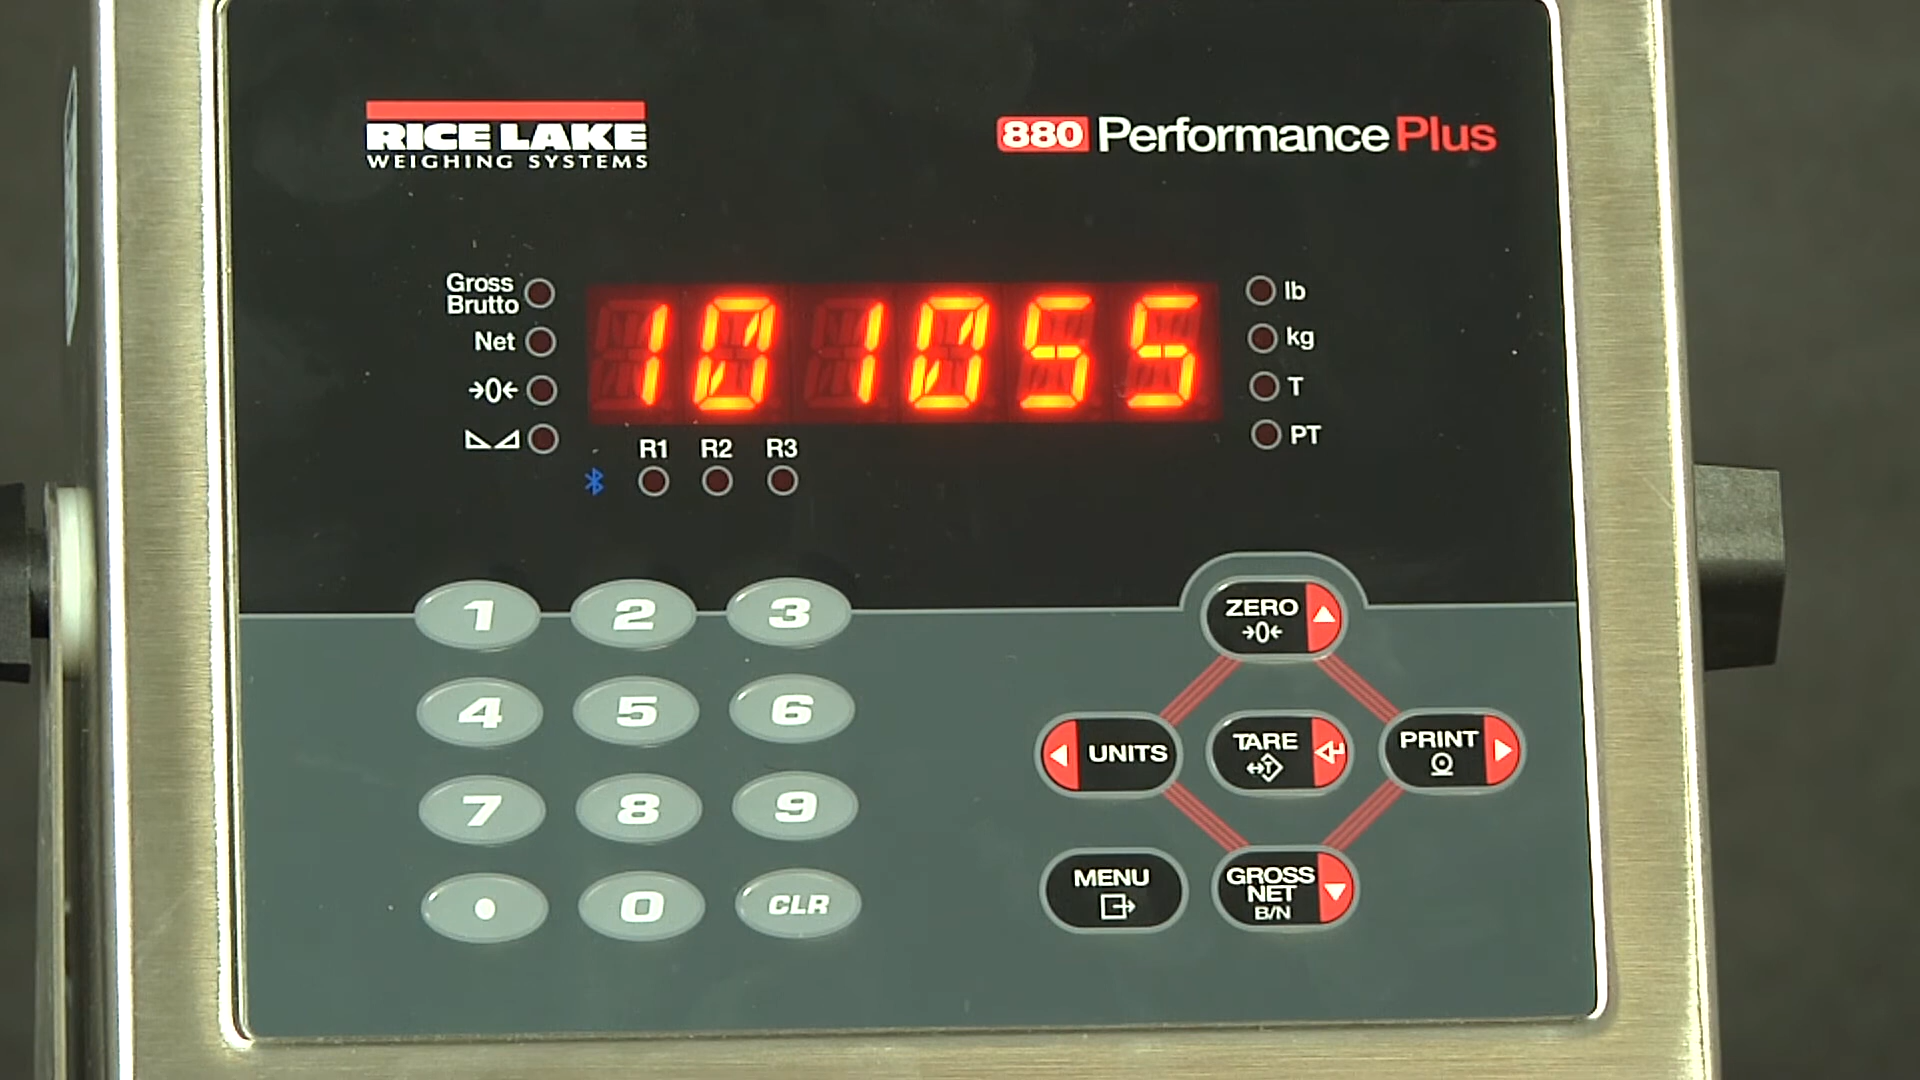 RICE LAKE
WEIGHING SYSTEMS
880 Performance Plus
Gross
Brutto
Net
→0←
101055
lb
kg
T
PT
R1 R2 R3
1 2 3
4 5 6
7 8 9
. 0 CLR
ZERO
→0←
UNITS
TARE
T
PRINT
MENU
GROSS
NET
B/N